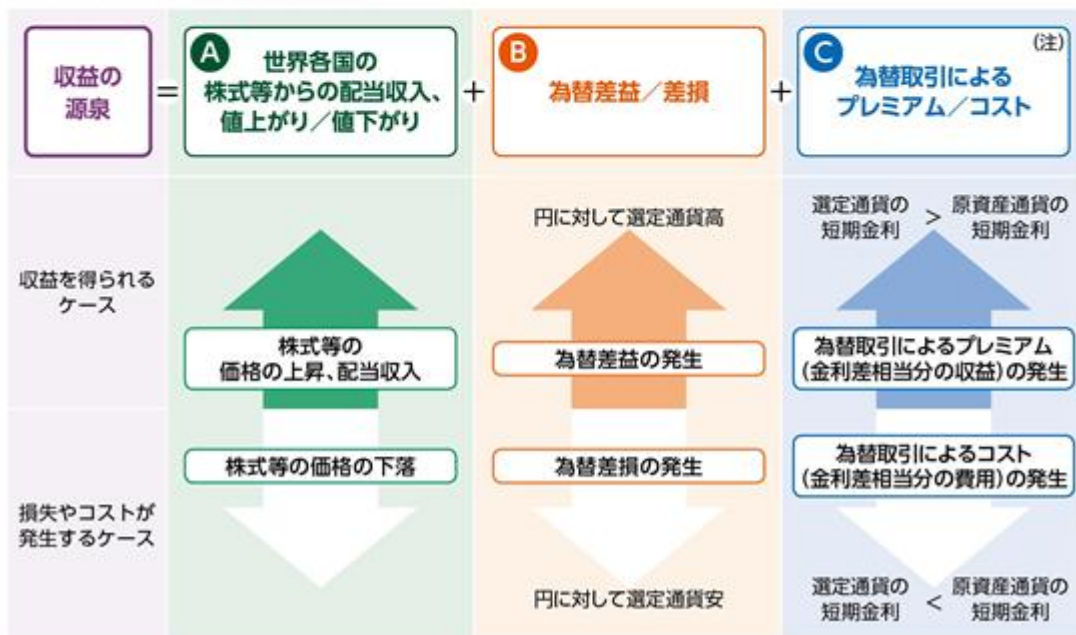 収益の
源泉
=
A
世界各国の
株式等からの配当収入、
値上がり／値下がり
+
B
為替差益／差損
+
C
(注)
為替取引による
プレミアム／コスト
収益を得られる
ケース
株式等の
価格の上昇、配当収入
円に対して選定通貨高
為替差益の発生
選定通貨の
短期金利
>
原資産通貨の
短期金利
為替取引によるプレミアム
(金利差相当分の収益)の発生
損失やコストが
発生するケース
株式等の価格の下落
為替差損の発生
円に対して選定通貨安
為替取引によるコスト
(金利差相当分の費用)の発生
選定通貨の
短期金利
<
原資産通貨の
短期金利